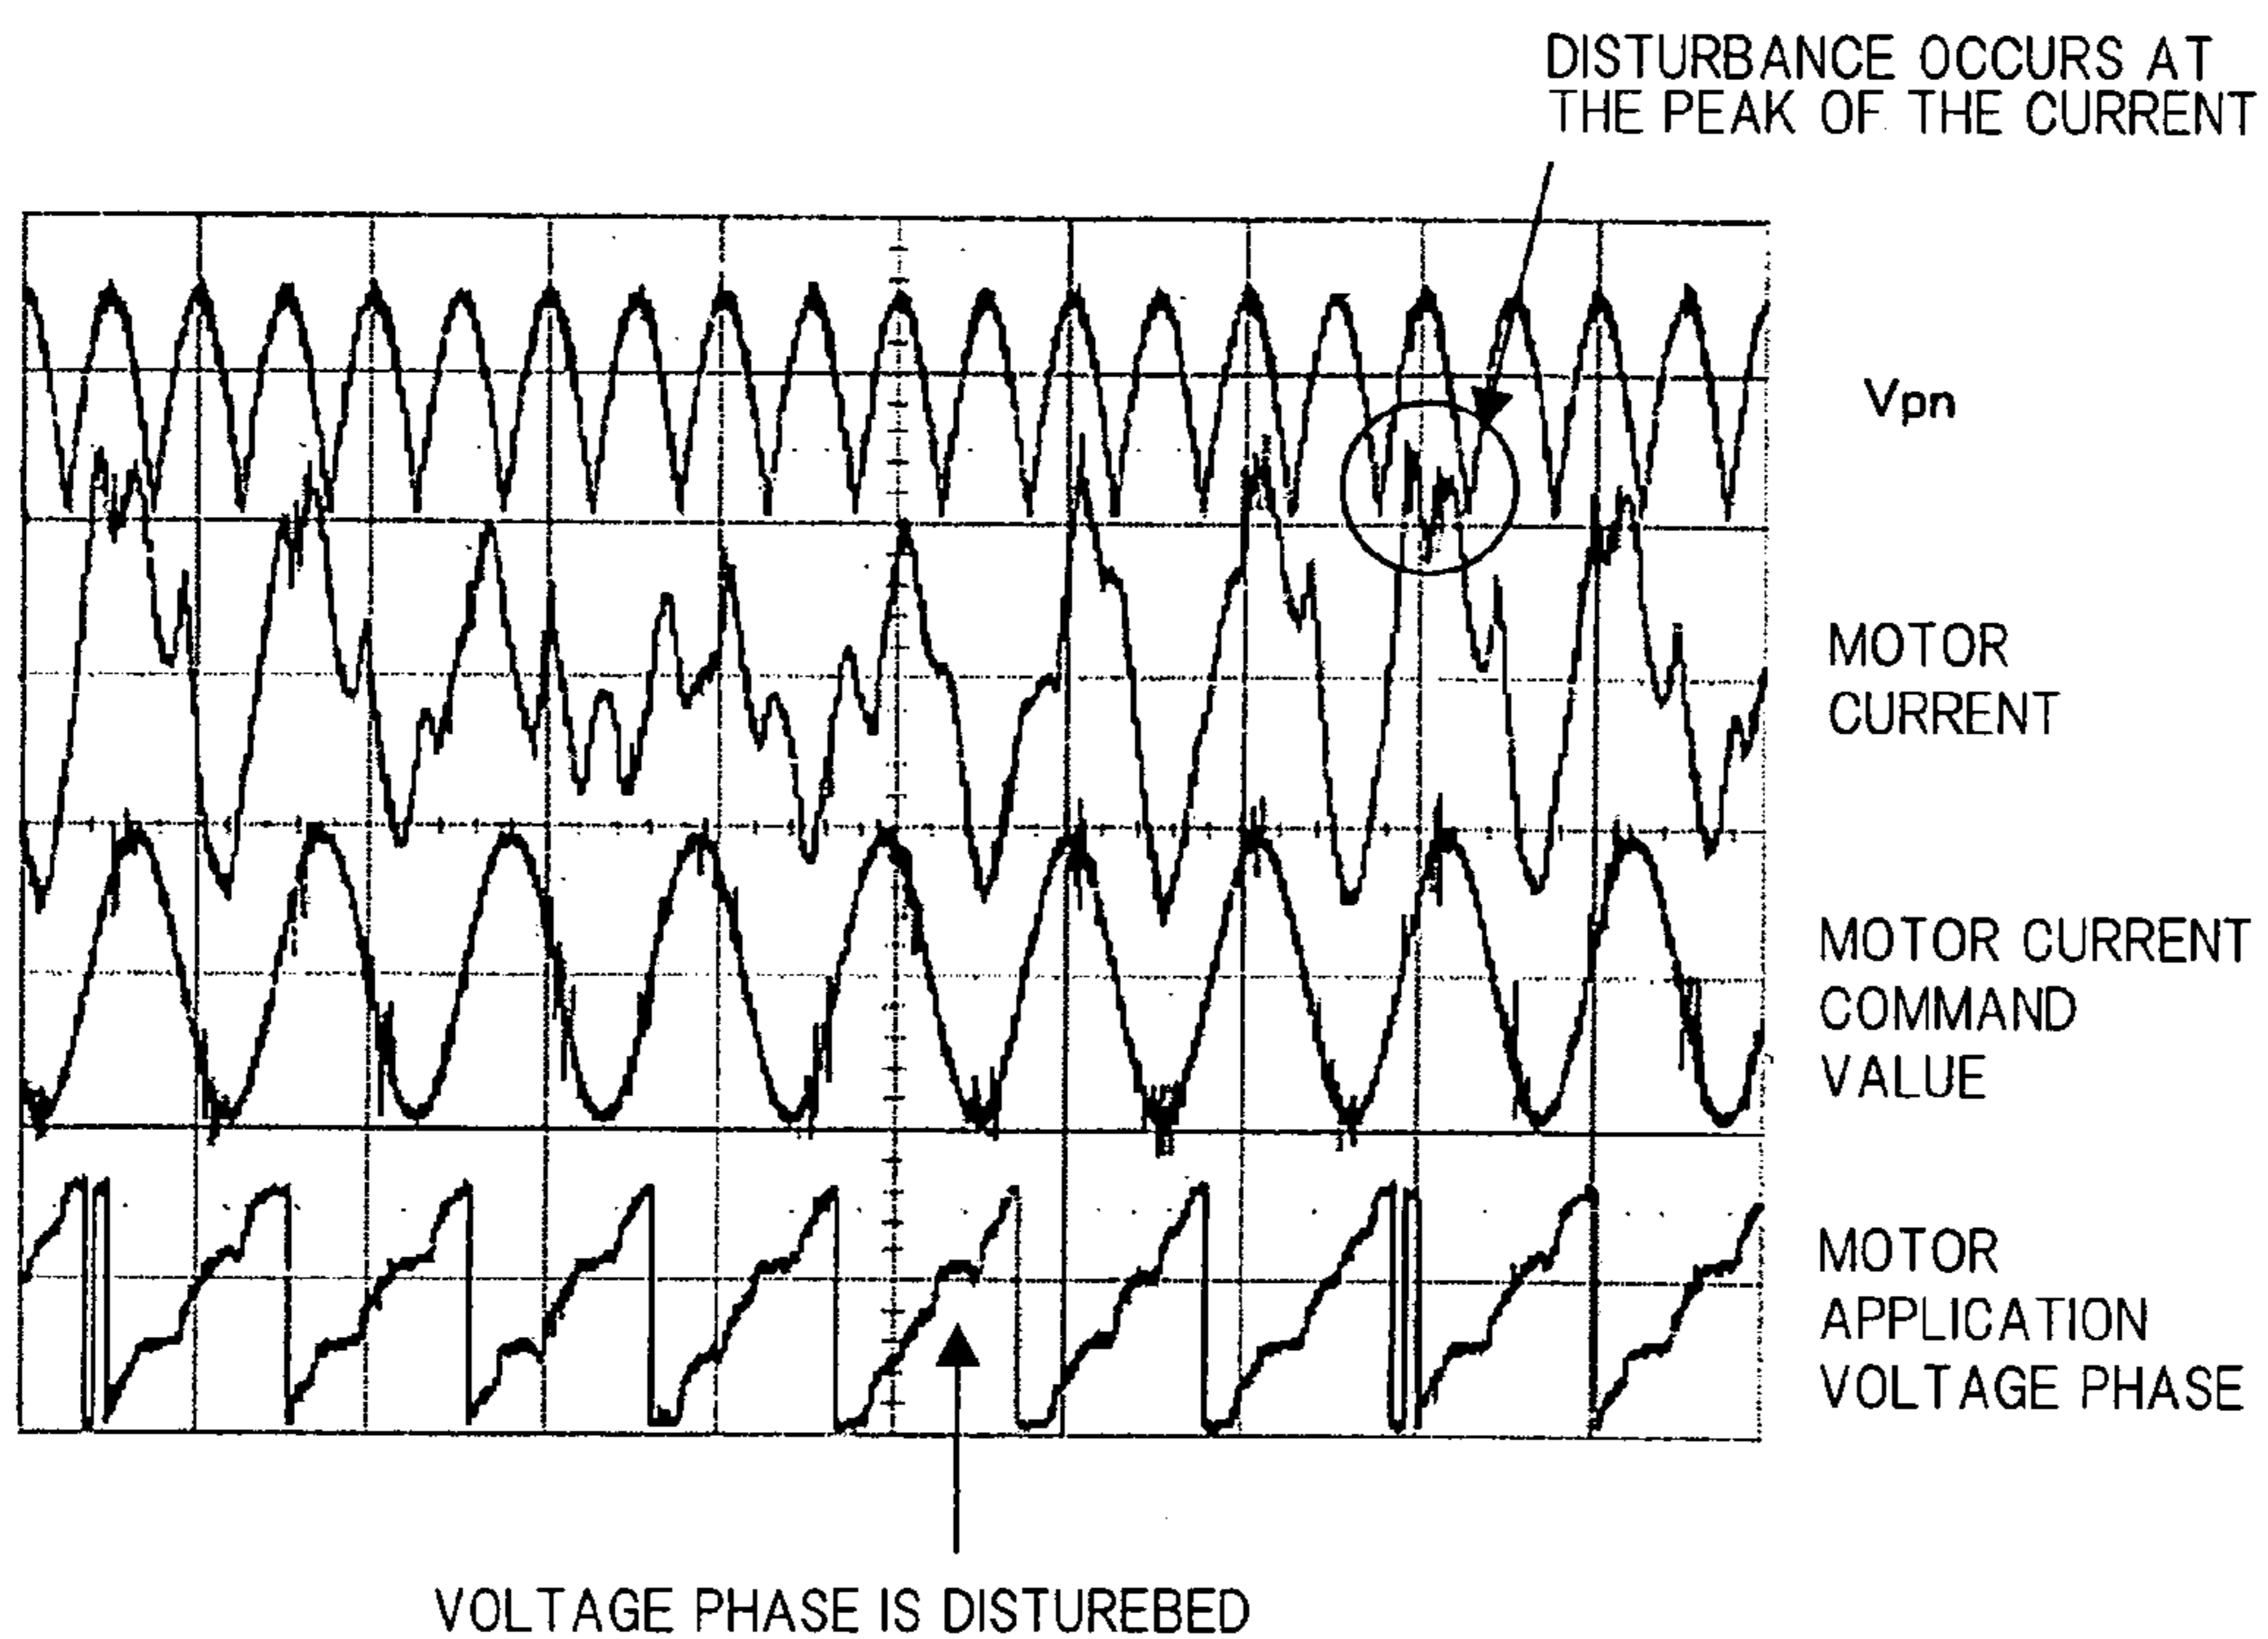 DISTURBANCE OCCURS AT
THE PEAK OF THE CURRENT
Vpn
MOTOR
CURRENT
MOTOR CURRENT
COMMAND
VALUE
MOTOR
APPLICATION
VOLTAGE PHASE
VOLTAGE PHASE IS DISTUREBED